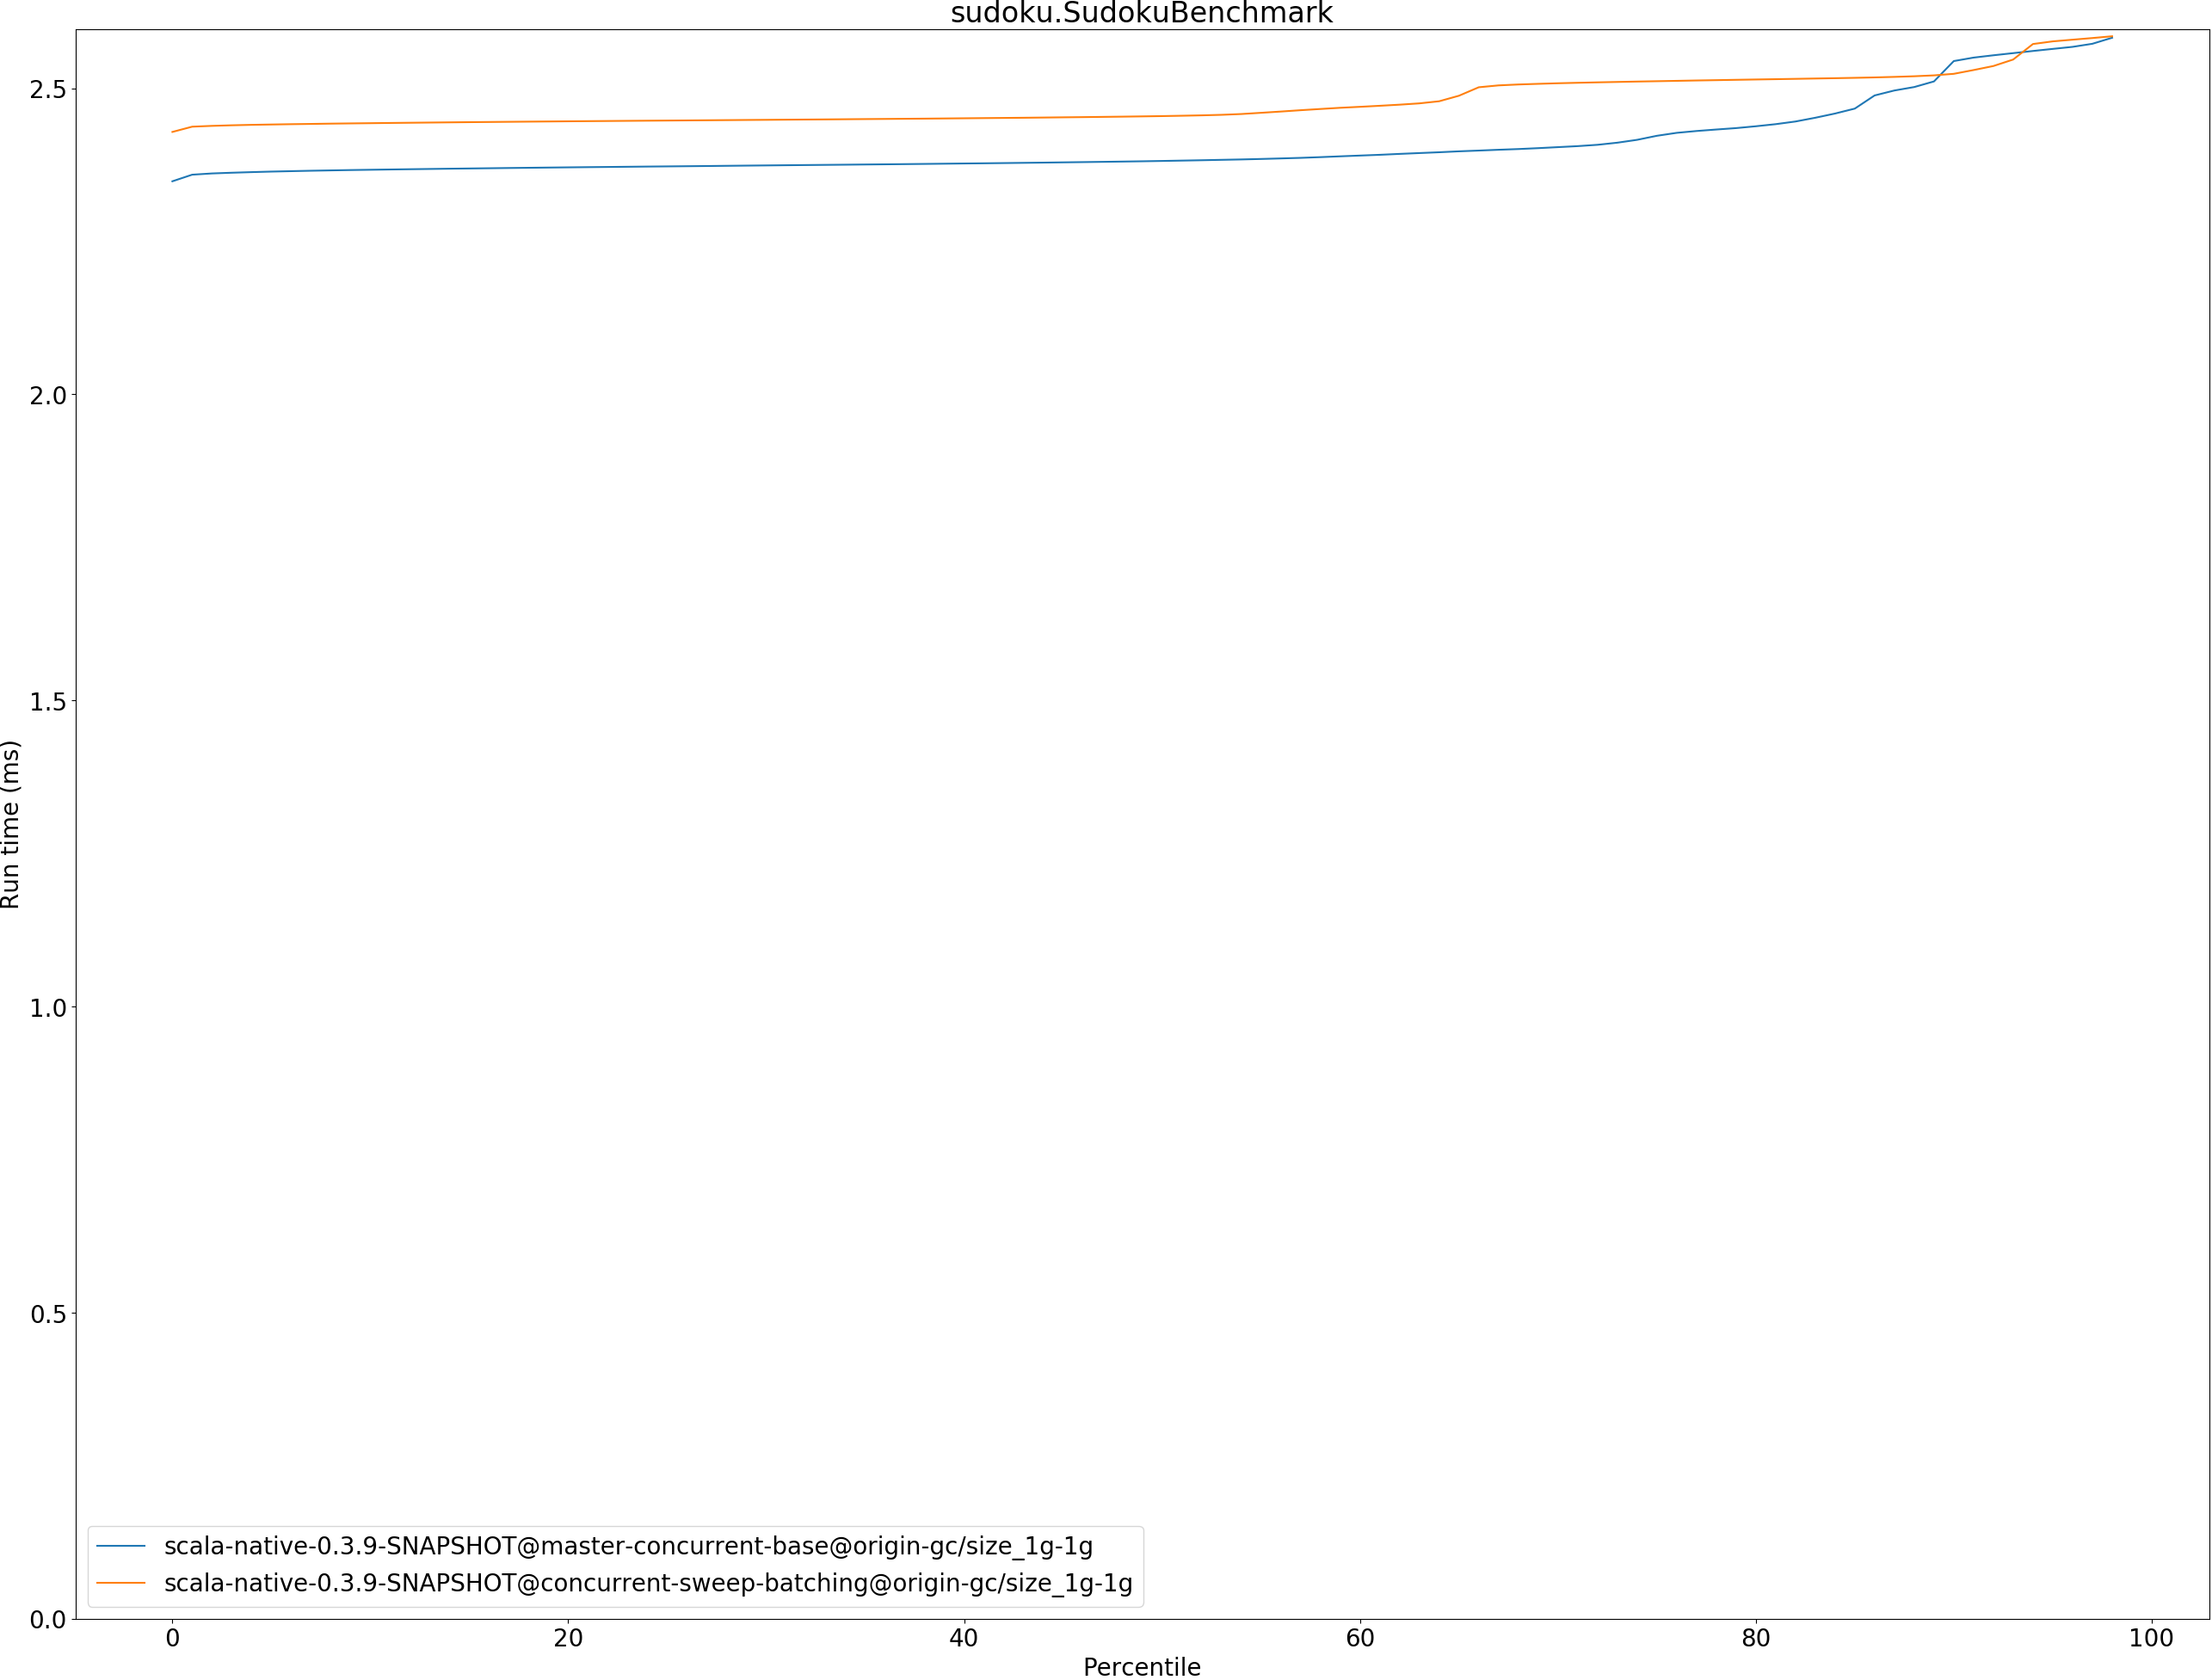 sudoku.SudokuBenchmark
2.5
2.0
1.5
1.0
0.5
0.0
Run time (ms)
scala-native-0.3.9-SNAPSHOT@master-concurrent-base@origin-gc/size_1g-1g
scala-native-0.3.9-SNAPSHOT@concurrent-sweep-batching@origin-gc/size_1g-1g
0 20 40 60 80 100
Percentile